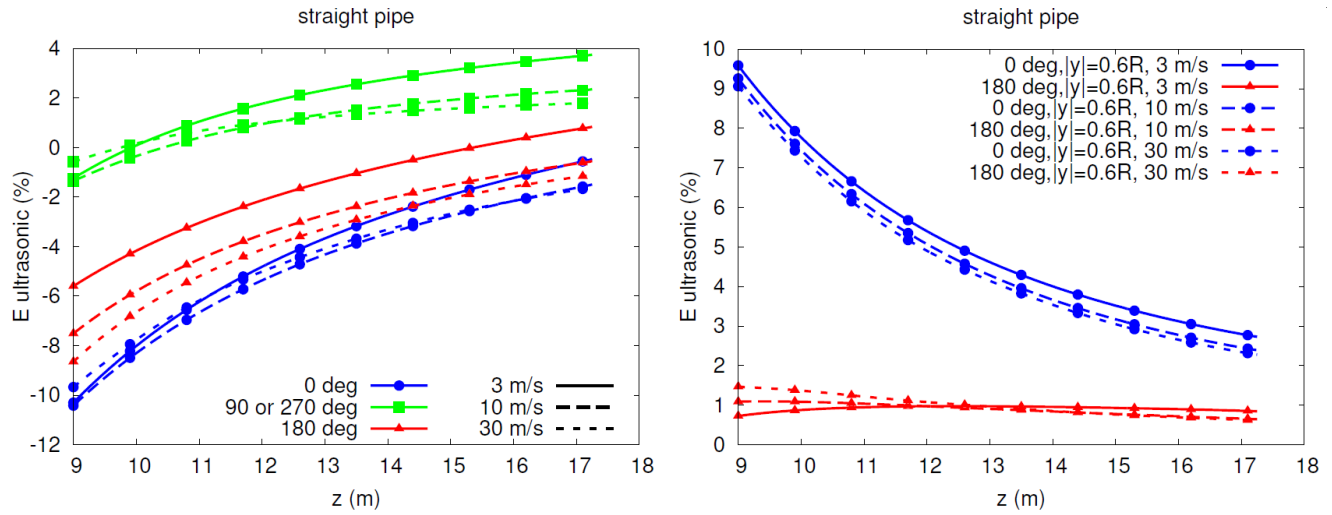 straight pipe
E ultrasonic (%)
4
2
0
-2
-4
-6
-8
-10
-12
0 deg
90 or 270 deg
180 deg
3 m/s
10 m/s
30 m/s
9 10 11 12 13 14 15 16 17 18
z (m)
straight pipe
E ultrasonic (%)
10
9
8
7
6
5
4
3
2
1
0
0 deg,|y|=0.6R, 3 m/s
180 deg,|y|=0.6R, 3 m/s
0 deg,|y|=0.6R, 10 m/s
180 deg,|y|=0.6R, 10 m/s
0 deg,|y|=0.6R, 30 m/s
180 deg,|y|=0.6R, 30 m/s
9 10 11 12 13 14 15 16 17 18
z (m)